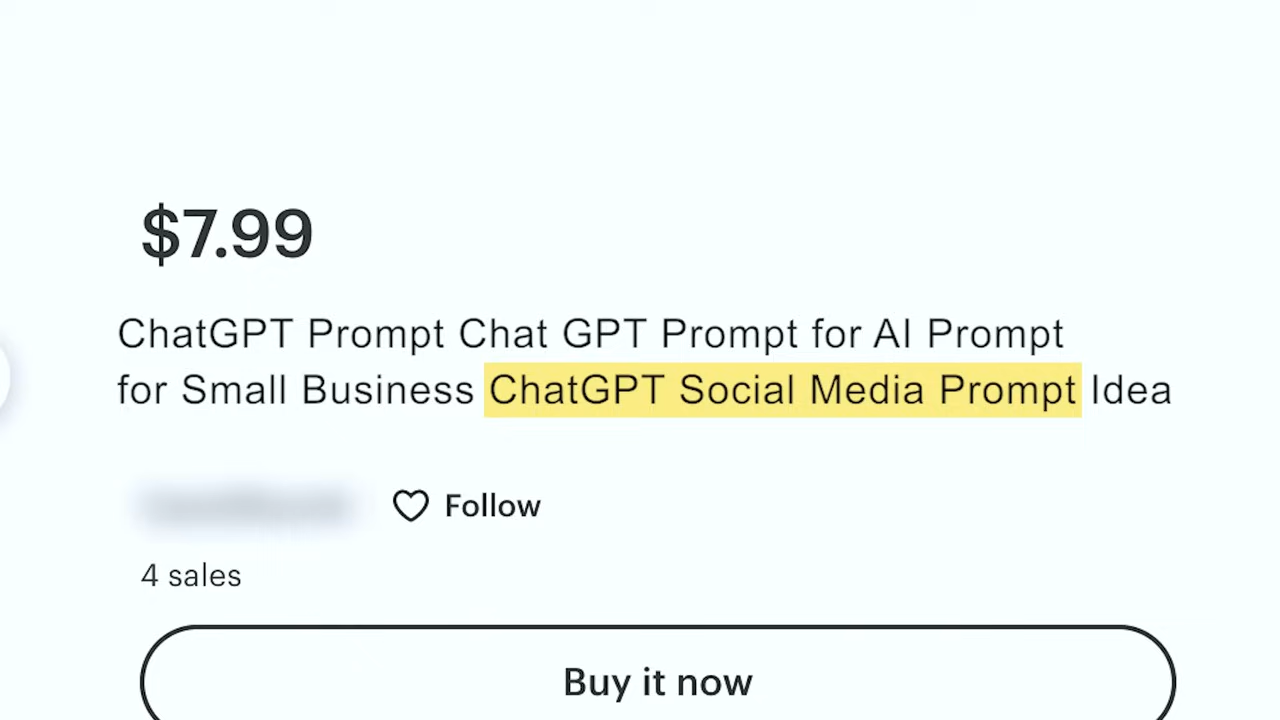 $7.99
ChatGPT Prompt Chat GPT Prompt for AI Prompt
for Small Business ChatGPT Social Media Prompt Idea
Follow
4 sales
Buy it now